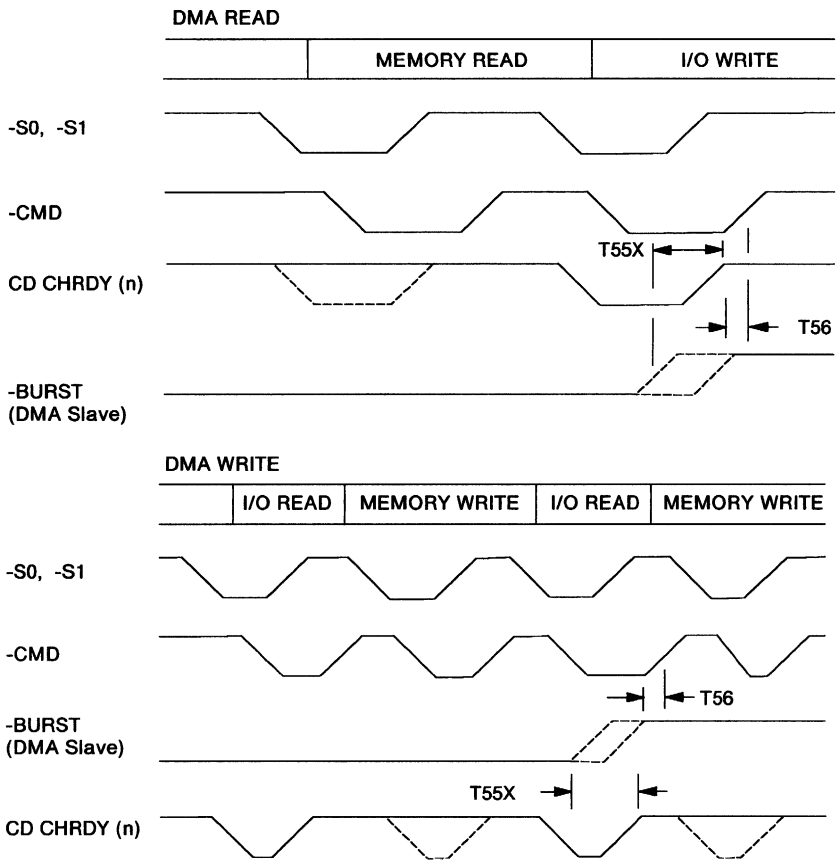 DMA READ
MEMORY READ I/O WRITE
-S0, -S1
-CMD
T55X
CD CHRDY (n)
T56
-BURST
(DMA Slave)
DMA WRITE
I/O READ MEMORY WRITE I/O READ MEMORY WRITE
-S0, -S1
-CMD
T56
-BURST
(DMA Slave)
T55X
CD CHRDY (n)